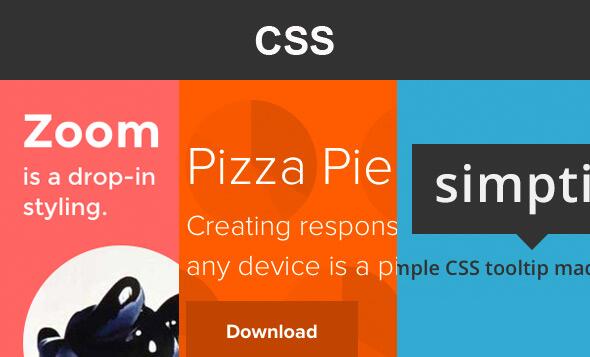 CSS
Zoom
is a drop-in
styling.
Pizza Pie
Creating respons
any device is a pi
Download
simpti
mple CSS tooltip mad